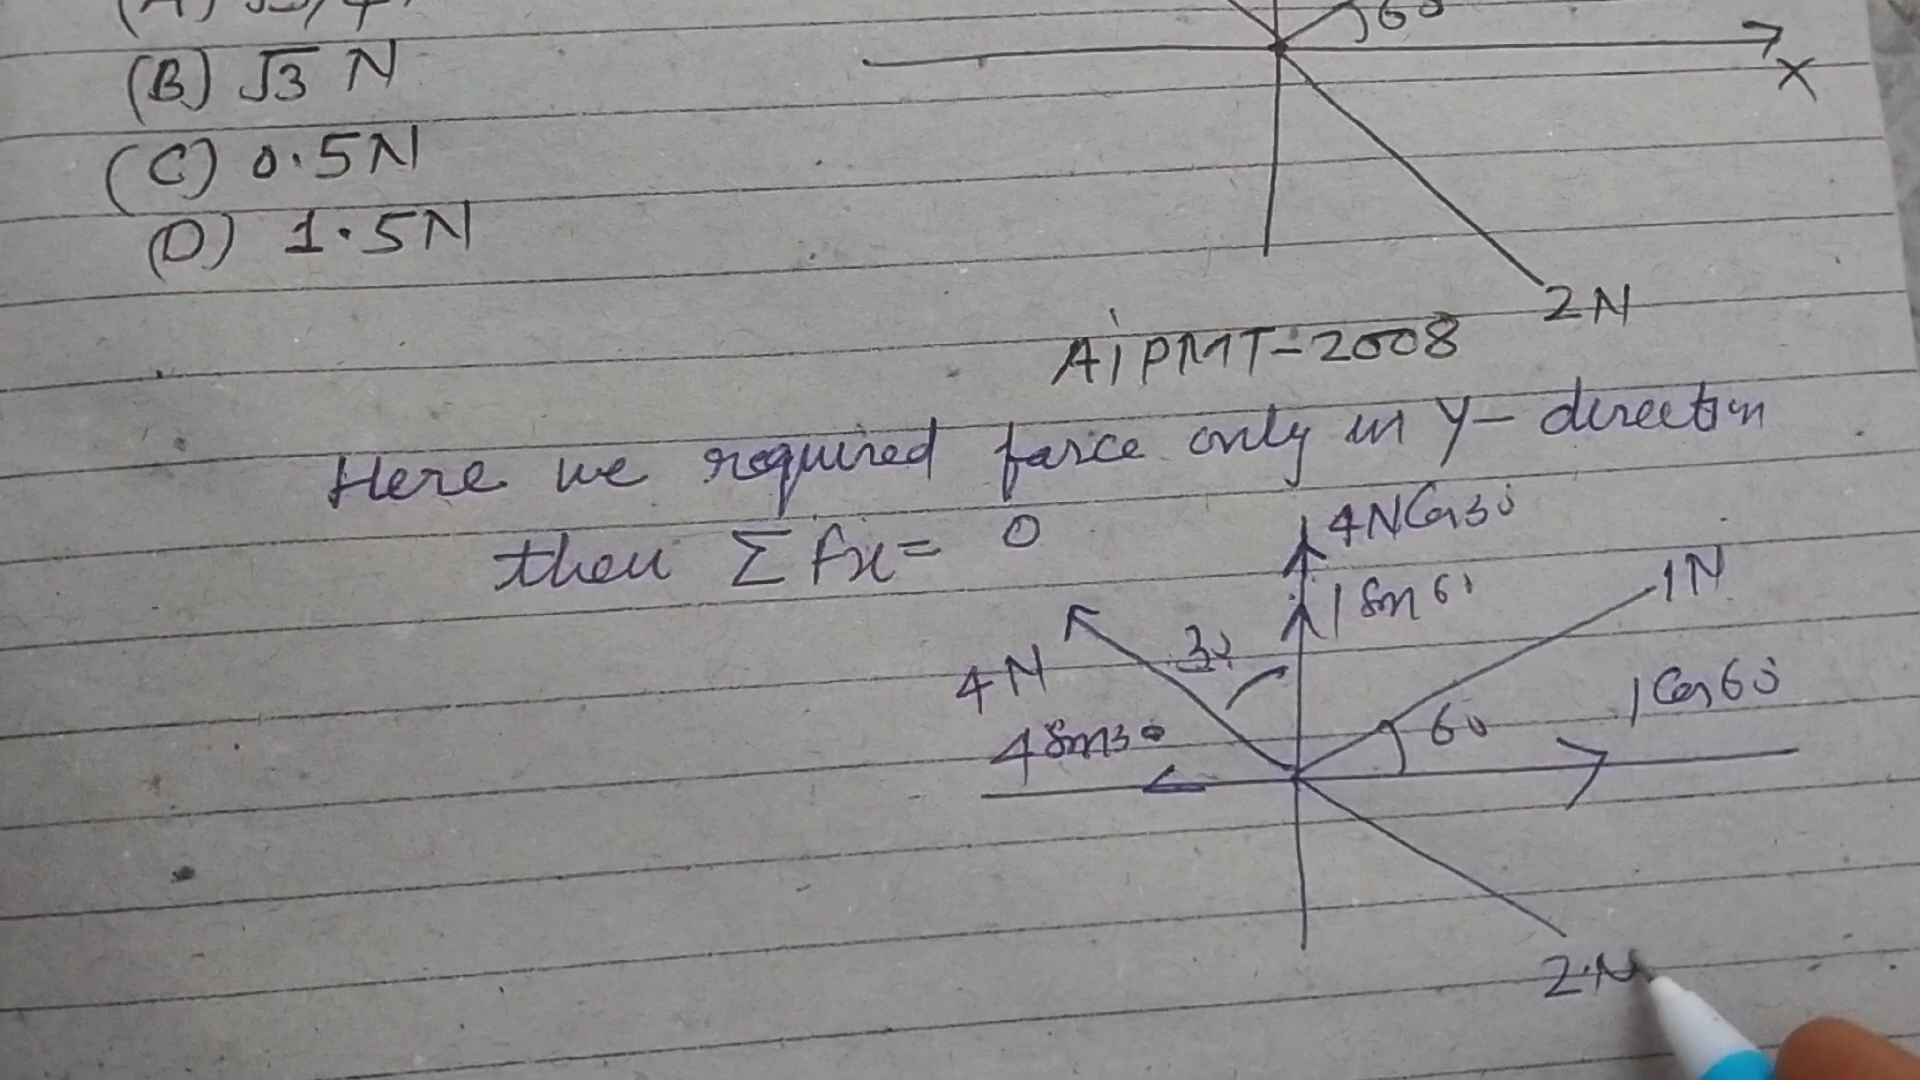 60
(B) √3 N
X
(C) 0.5N
(D) 1.5N
2N
AiPMT-2008
Here we required force only in Y- direction
then Σ Fx = 0
4N Cos30
1 Sin 60
1N
30
4N
1 Cos60
60
4 Sin30
2N